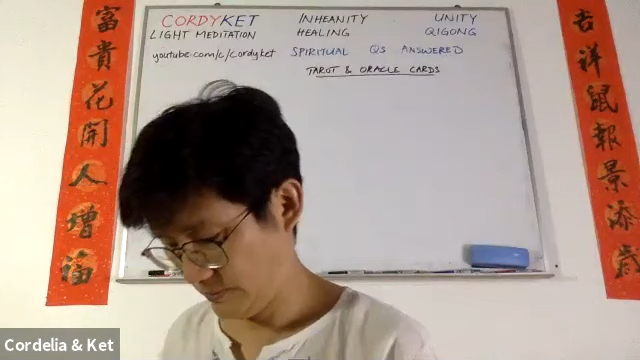 CORDYKET INHEANITY UNITY
LIGHT MEDITATION HEALING QIGONG
youtube.com/c/cordyket SPIRITUAL Q's ANSWERED
TAROT & ORACLE CARDS
富貴花開人增福
吉祥鼠報景添歲
Cordelia & Ket